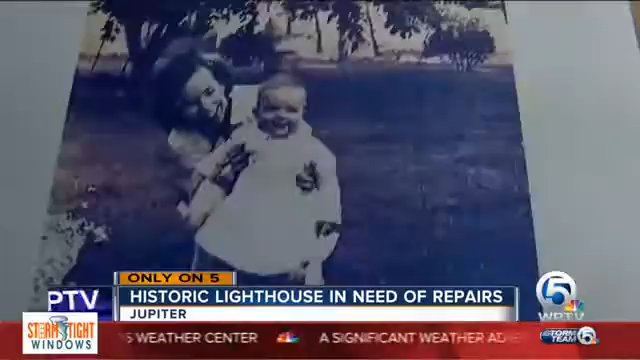 ONLY ON 5
PTV
HISTORIC LIGHTHOUSE IN NEED OF REPAIRS
JUPITER
5
WPTV
STORM TIGHT
WINDOWS
5 WEATHER CENTER
A SIGNIFICANT WEATHER AD
STORM
TEAM 5